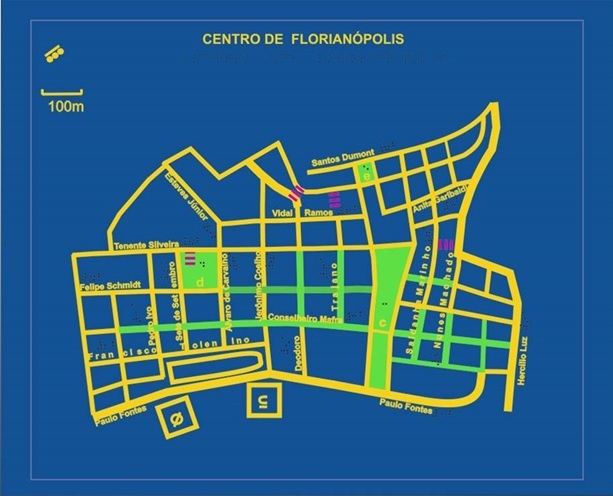 CENTRO DE FLORIANÓPOLIS
100m
Santos Dumont
e
Esteves Júnior
Anita Garibaldi
Vidal Ramos
Tenente Silveira
Felipe Schmidt
d
Pedro Ivo
Sete de Setembro
Álvaro de Carvalho
Jerônimo Coelho
Trajano
c
Saldanha Marinho
Nunes Machado
Conselheiro Mafra
Francisco Tolentino
Deodoro
Hercílio Luz
Paulo Fontes
Paulo Fontes